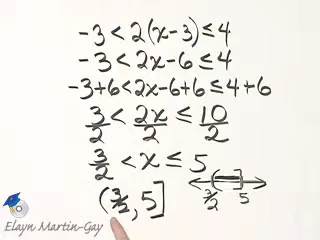 -3 < 2(x-3) ≤ 4
-3 < 2x-6 ≤ 4
-3+6 < 2x-6+6 ≤ 4+6
3/2 < 2x/2 ≤ 10/2
3/2 < x ≤ 5
3/2 5
(3/2, 5]
Elayn Martin-Gay